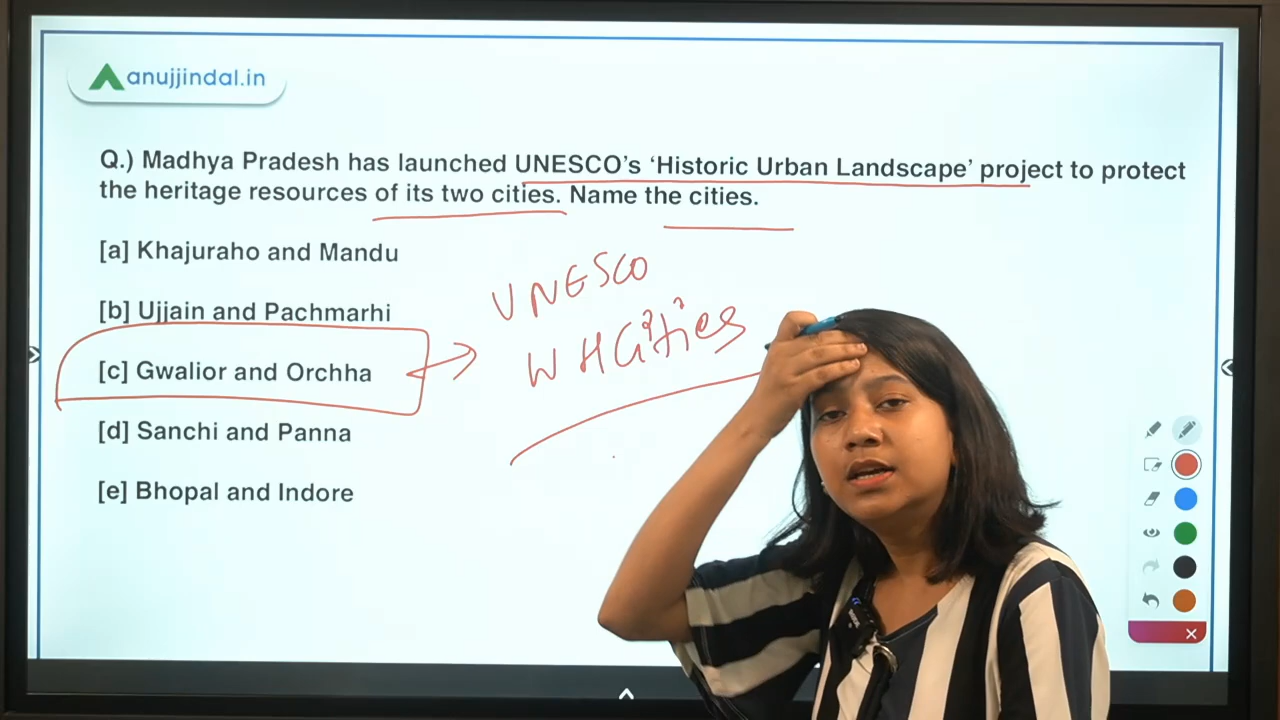 anujjindal.in
Q.) Madhya Pradesh has launched UNESCO's 'Historic Urban Landscape' project to protect
the heritage resources of its two cities. Name the cities.
[a] Khajuraho and Mandu
[b] Ujjain and Pachmarhi
[c] Gwalior and Orchha
[d] Sanchi and Panna
[e] Bhopal and Indore
UNESCO
WHCities